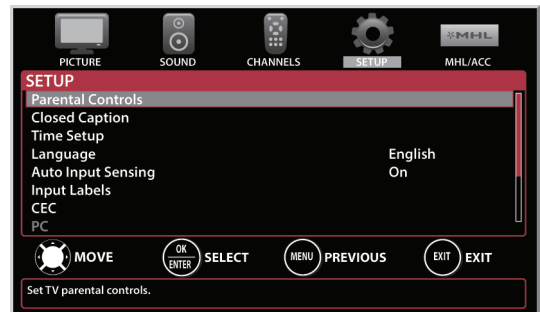 MHL
PICTURE SOUND CHANNELS SETUP MHL/ACC
SETUP
Parental Controls
Closed Caption
Time Setup
Language English
Auto Input Sensing On
Input Labels
CEC
PC
MOVE OK ENTER SELECT MENU PREVIOUS EXIT EXIT
Set TV parental controls.